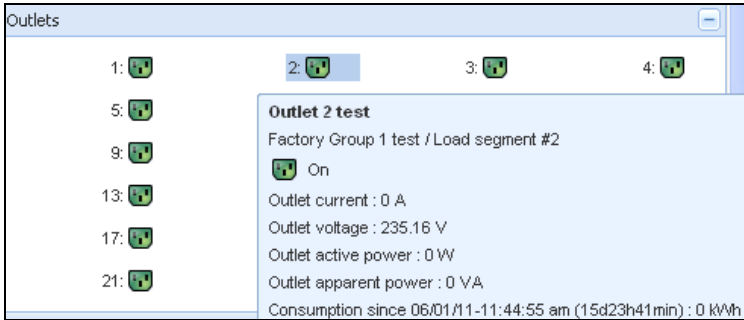 Outlets
1: 2: 3: 4:
5:
Outlet 2 test
Factory Group 1 test / Load segment #2
9:
On
13:
Outlet current : 0 A
Outlet voltage : 235.16 V
17:
Outlet active power : 0 W
21:
Outlet apparent power : 0 VA
Consumption since 06/01/11-11:44:55 am (15d23h41min) : 0 kWh